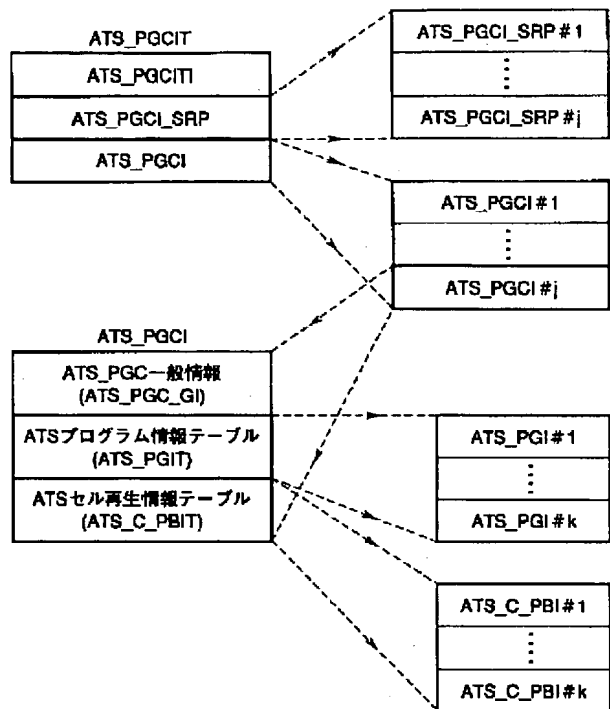 ATS_PGCIT
ATS_PGCITI
ATS_PGCI_SRP
ATS_PGCI
ATS_PGCI_SRP#1
ATS_PGCI_SRP#j
ATS_PGCI#1
ATS_PGCI#j
ATS_PGCI
ATS_PGC一般情報
(ATS_PGC_GI)
ATSプログラム情報テーブル
(ATS_PGIT)
ATSセル再生情報テーブル
(ATS_C_PBIT)
ATS_PGI#1
ATS_PGI#k
ATS_C_PBI#1
ATS_C_PBI#k